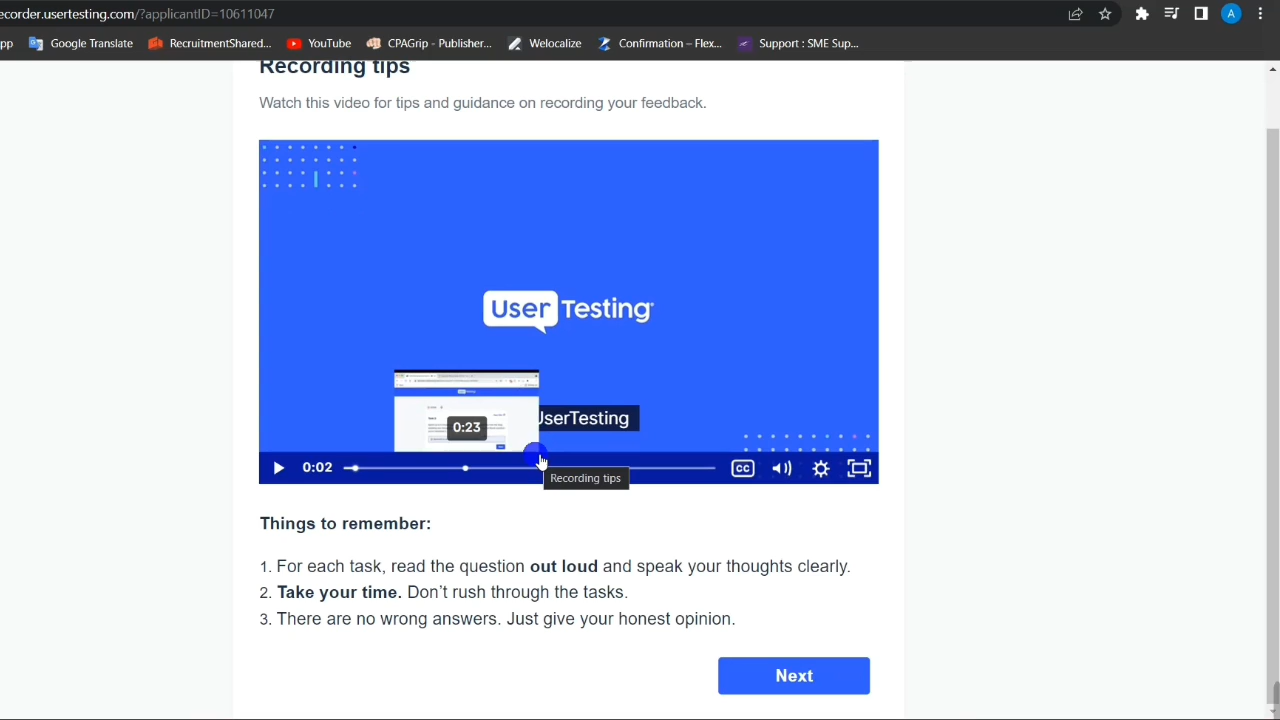 ecorder.usertesting.com/?applicantID=10611047
A
pp Google Translate RecruitmentShared... YouTube CPAGrip - Publisher... Welocalize Confirmation – Flex... Support : SME Sup...
Recording tips
Watch this video for tips and guidance on recording your feedback.
User Testing
0:23
UserTesting
0:02
CC
Recording tips
Things to remember:
1. For each task, read the question out loud and speak your thoughts clearly.
2. Take your time. Don't rush through the tasks.
3. There are no wrong answers. Just give your honest opinion.
Next